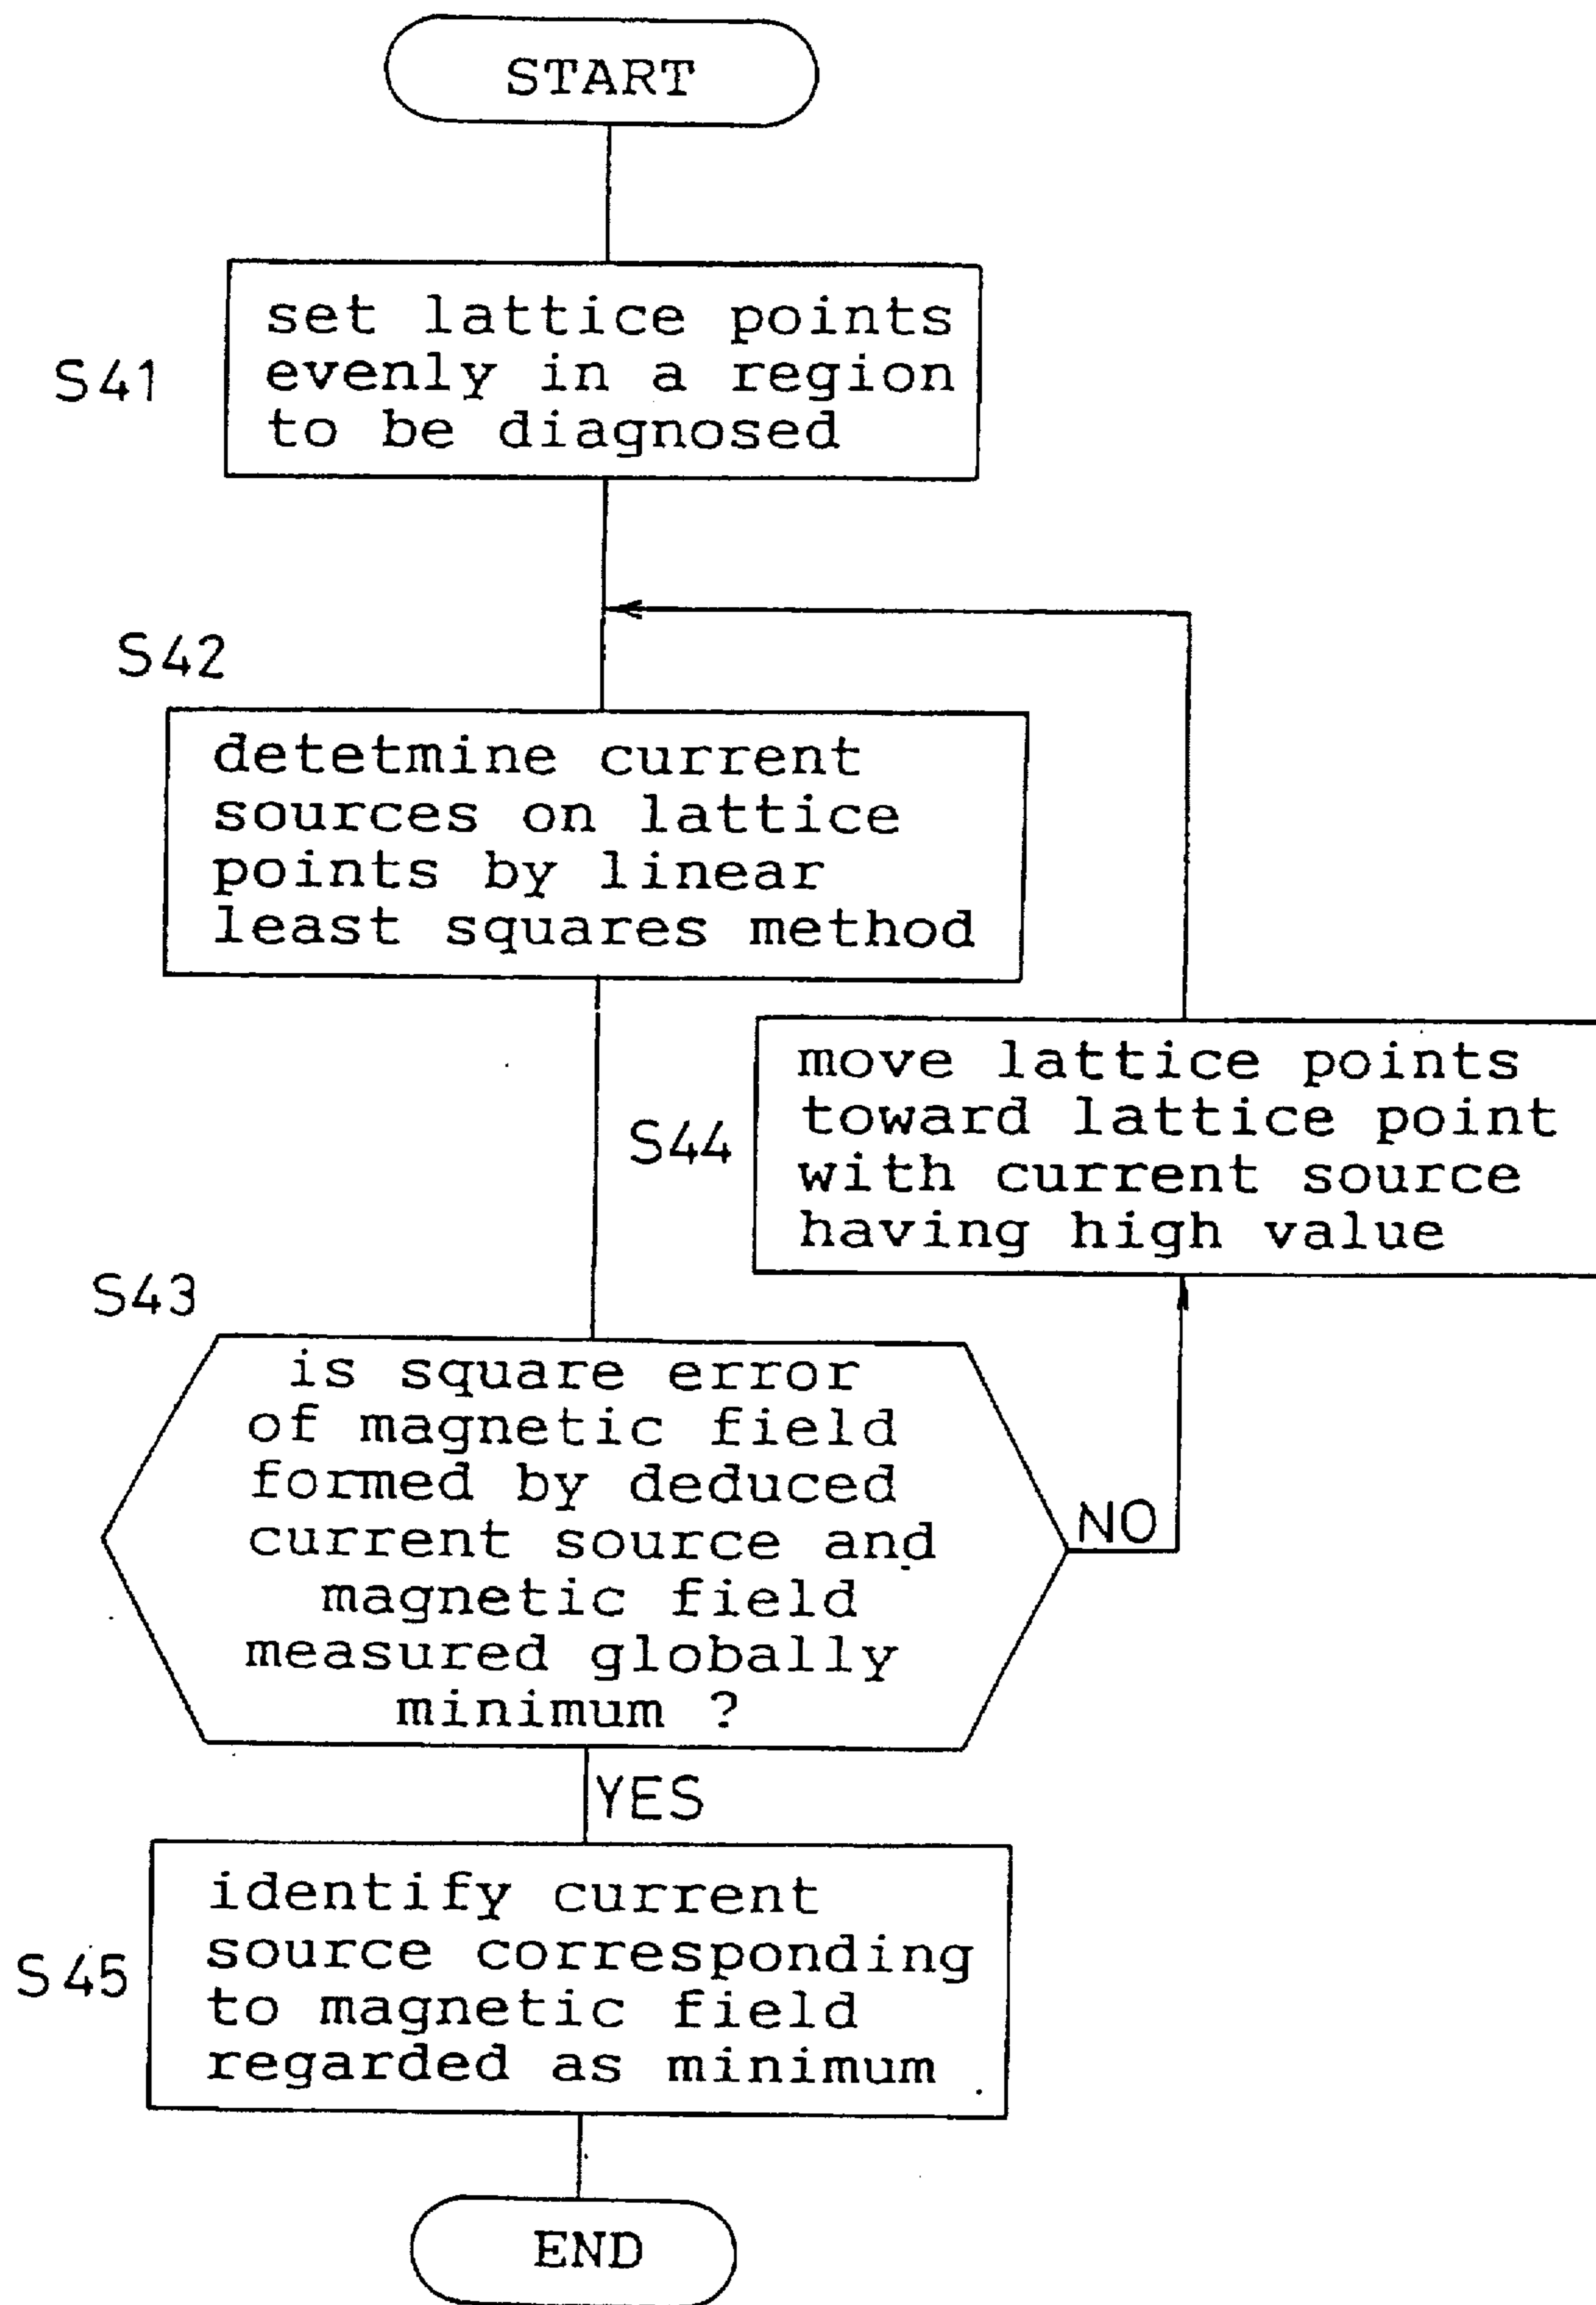 START
S41
set lattice points
evenly in a region
to be diagnosed
S42
detetmine current
sources on lattice
points by linear
least squares method
S44
move lattice points
toward lattice point
with current source
having high value
S43
is square error
of magnetic field
formed by deduced
current source and
magnetic field
measured globally
minimum ?
NO
YES
S45
identify current
source corresponding
to magnetic field
regarded as minimum
END